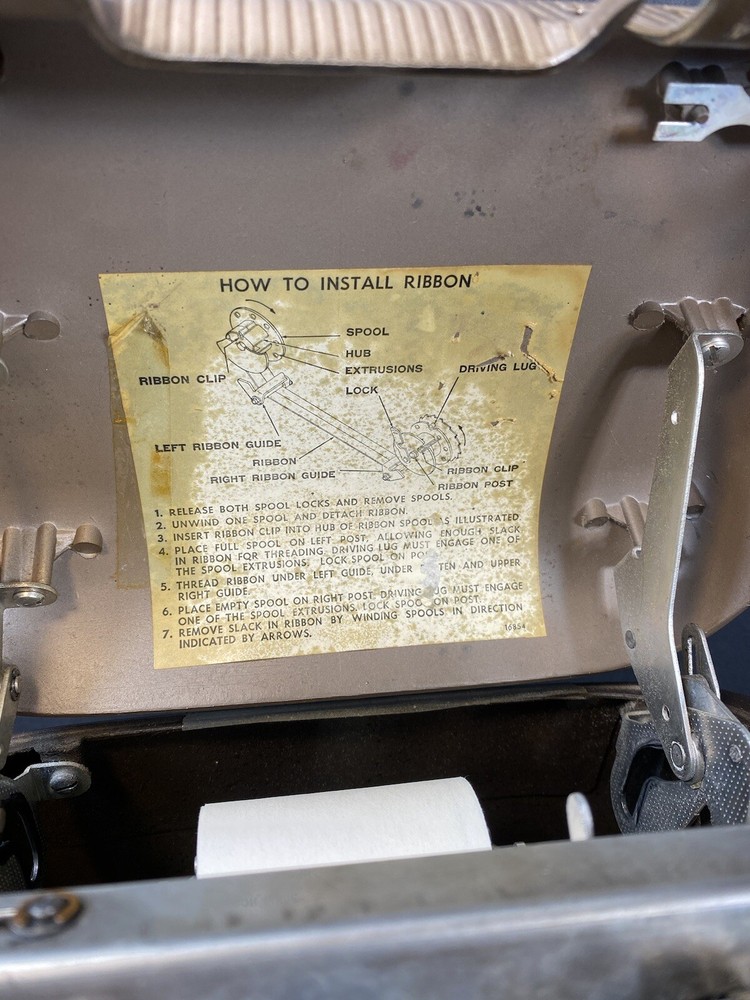 HOW TO INSTALL RIBBON
SPOOL
HUB
EXTRUSIONS
DRIVING LUG
RIBBON CLIP
LOCK
LEFT RIBBON GUIDE
RIBBON
RIGHT RIBBON GUIDE
RIBBON CLIP
RIBBON POST
1. RELEASE BOTH SPOOL LOCKS AND REMOVE SPOOLS.
2. UNWIND ONE SPOOL AND DETACH RIBBON.
3. INSERT RIBBON CLIP INTO HUB OF RIBBON SPOOL AS ILLUSTRATED
4. PLACE FULL SPOOL ON LEFT POST, ALLOWING ENOUGH SLACK
IN RIBBON FOR THREADING. DRIVING LUG MUST ENGAGE ONE OF
THE SPOOL EXTRUSIONS, LOCK SPOOL ON
5. THREAD RIBBON UNDER LEFT GUIDE, UNDER AND UPPER
RIGHT GUIDE.
6. PLACE EMPTY SPOOL ON RIGHT POST, DRIVING LUG MUST ENGAGE
ONE OF THE SPOOL EXTRUSIONS, LOCK SPOOL ON POST.
7. REMOVE SLACK IN RIBBON BY WINDING SPOOLS IN DIRECTION
INDICATED BY ARROWS.
16854